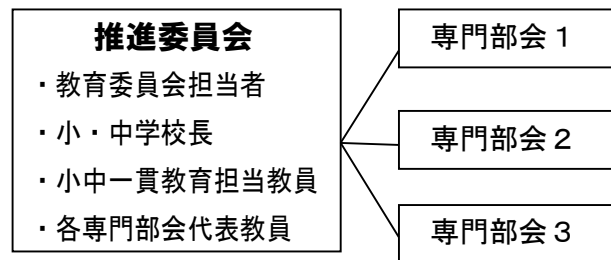 推進委員会
・教育委員会担当者
・小・中学校長
・小中一貫教育担当教員
・各専門部会代表教員
専門部会1
専門部会2
専門部会3